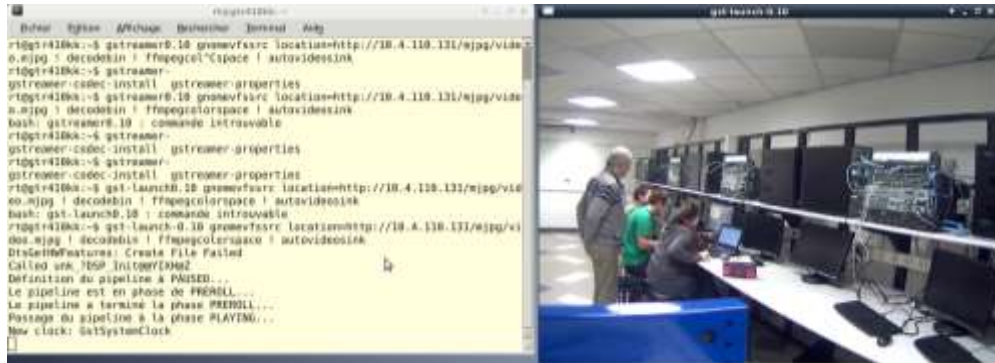 Fichier Edition Affichage Rechercher Terminal Aide
gst-launch-0.10
rt@gtr410kk:~$ gstreamer0.10 gnomevfssrc location=http://10.4.110.131/mjpg/vide
o.mjpg ! decodebin ! ffmpegcol^Cspace ! autovideosink
rt@gtr410kk:~$ gstreamer-
gstreamer-codec-install gstreamer-properties
rt@gtr410kk:~$ gstreamer0.10 gnomevfssrc location=http://10.4.110.131/mjpg/vide
o.mjpg ! decodebin ! ffmpegcolorspace ! autovideosink
bash: gstreamer0.10 : commande introuvable
rt@gtr410kk:~$ gstreamer-
gstreamer-codec-install gstreamer-properties
rt@gtr410kk:~$ gstreamer-
gstreamer-codec-install gstreamer-properties
rt@gtr410kk:~$ gst-launch0.10 gnomevfssrc location=http://10.4.110.131/mjpg/vid
eo.mjpg ! decodebin ! ffmpegcolorspace ! autovideosink
bash: gst-launch0.10 : commande introuvable
rt@gtr410kk:~$ gst-launch-0.10 gnomevfssrc location=http://10.4.110.131/mjpg/vi
deo.mjpg ! decodebin ! ffmpegcolorspace ! autovideosink
DtsGetHWFeatures: Create File Failed
Définition du pipeline à PAUSED...
Le pipeline est en phase de PREROLL...
Le pipeline a terminé la phase PREROLL...
Passage du pipeline à la phase PLAYING...
New clock: GstSystemClock